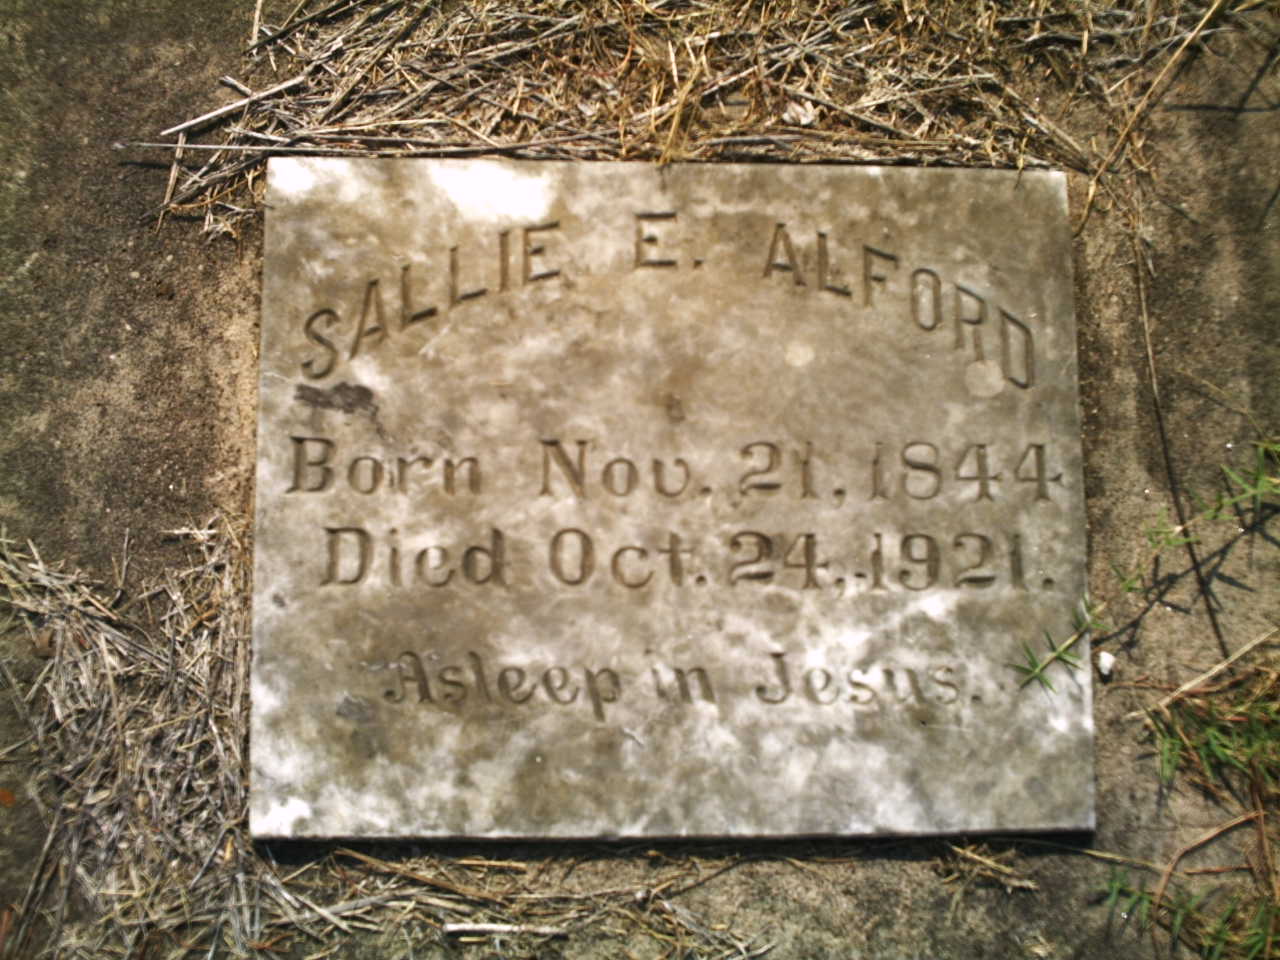 SALLIE E. ALFORD
Born Nov. 21, 1844
Died Oct. 24, 1921.
Asleep in Jesus.